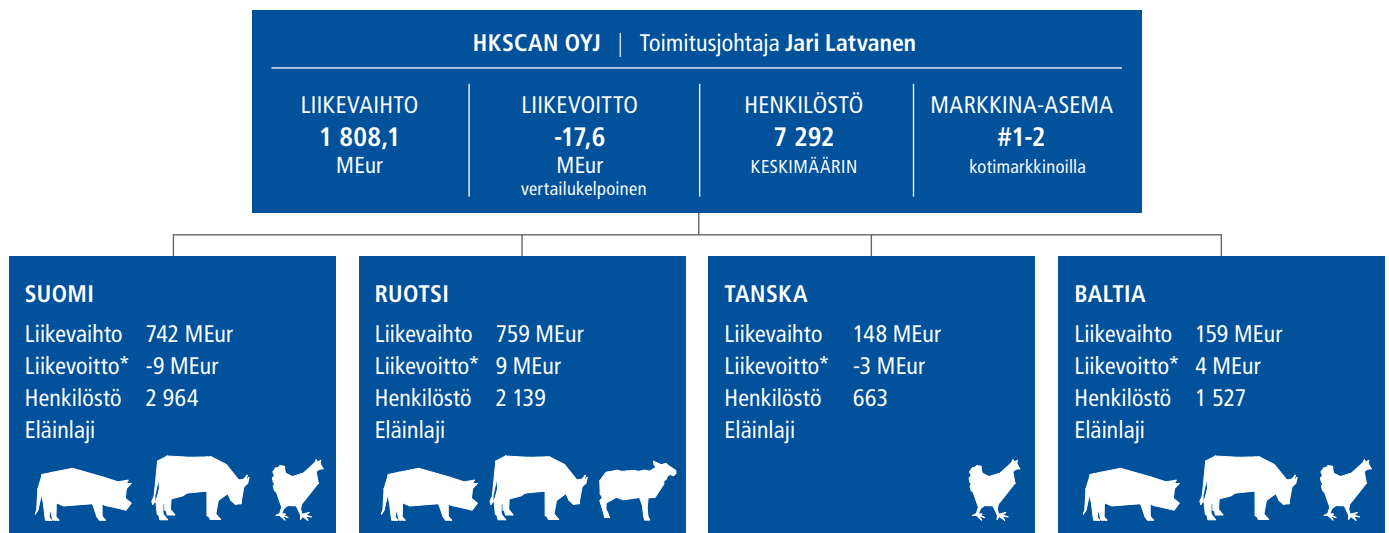 HKSCAN OYJ | Toimitusjohtaja Jari Latvanen
LIIKEVAIHTO
1 808,1
MEur
LIIKEVOITTO
-17,6
MEur
vertailukelpoinen
HENKILÖSTÖ
7 292
KESKIMÄÄRIN
MARKKINA-ASEMA
#1-2
kotimarkkinoilla
SUOMI
Liikevaihto 742 MEur
Liikevoitto* -9 MEur
Henkilöstö 2 964
Eläinlaji
RUOTSI
Liikevaihto 759 MEur
Liikevoitto* 9 MEur
Henkilöstö 2 139
Eläinlaji
TANSKA
Liikevaihto 148 MEur
Liikevoitto* -3 MEur
Henkilöstö 663
Eläinlaji
BALTIA
Liikevaihto 159 MEur
Liikevoitto* 4 MEur
Henkilöstö 1 527
Eläinlaji